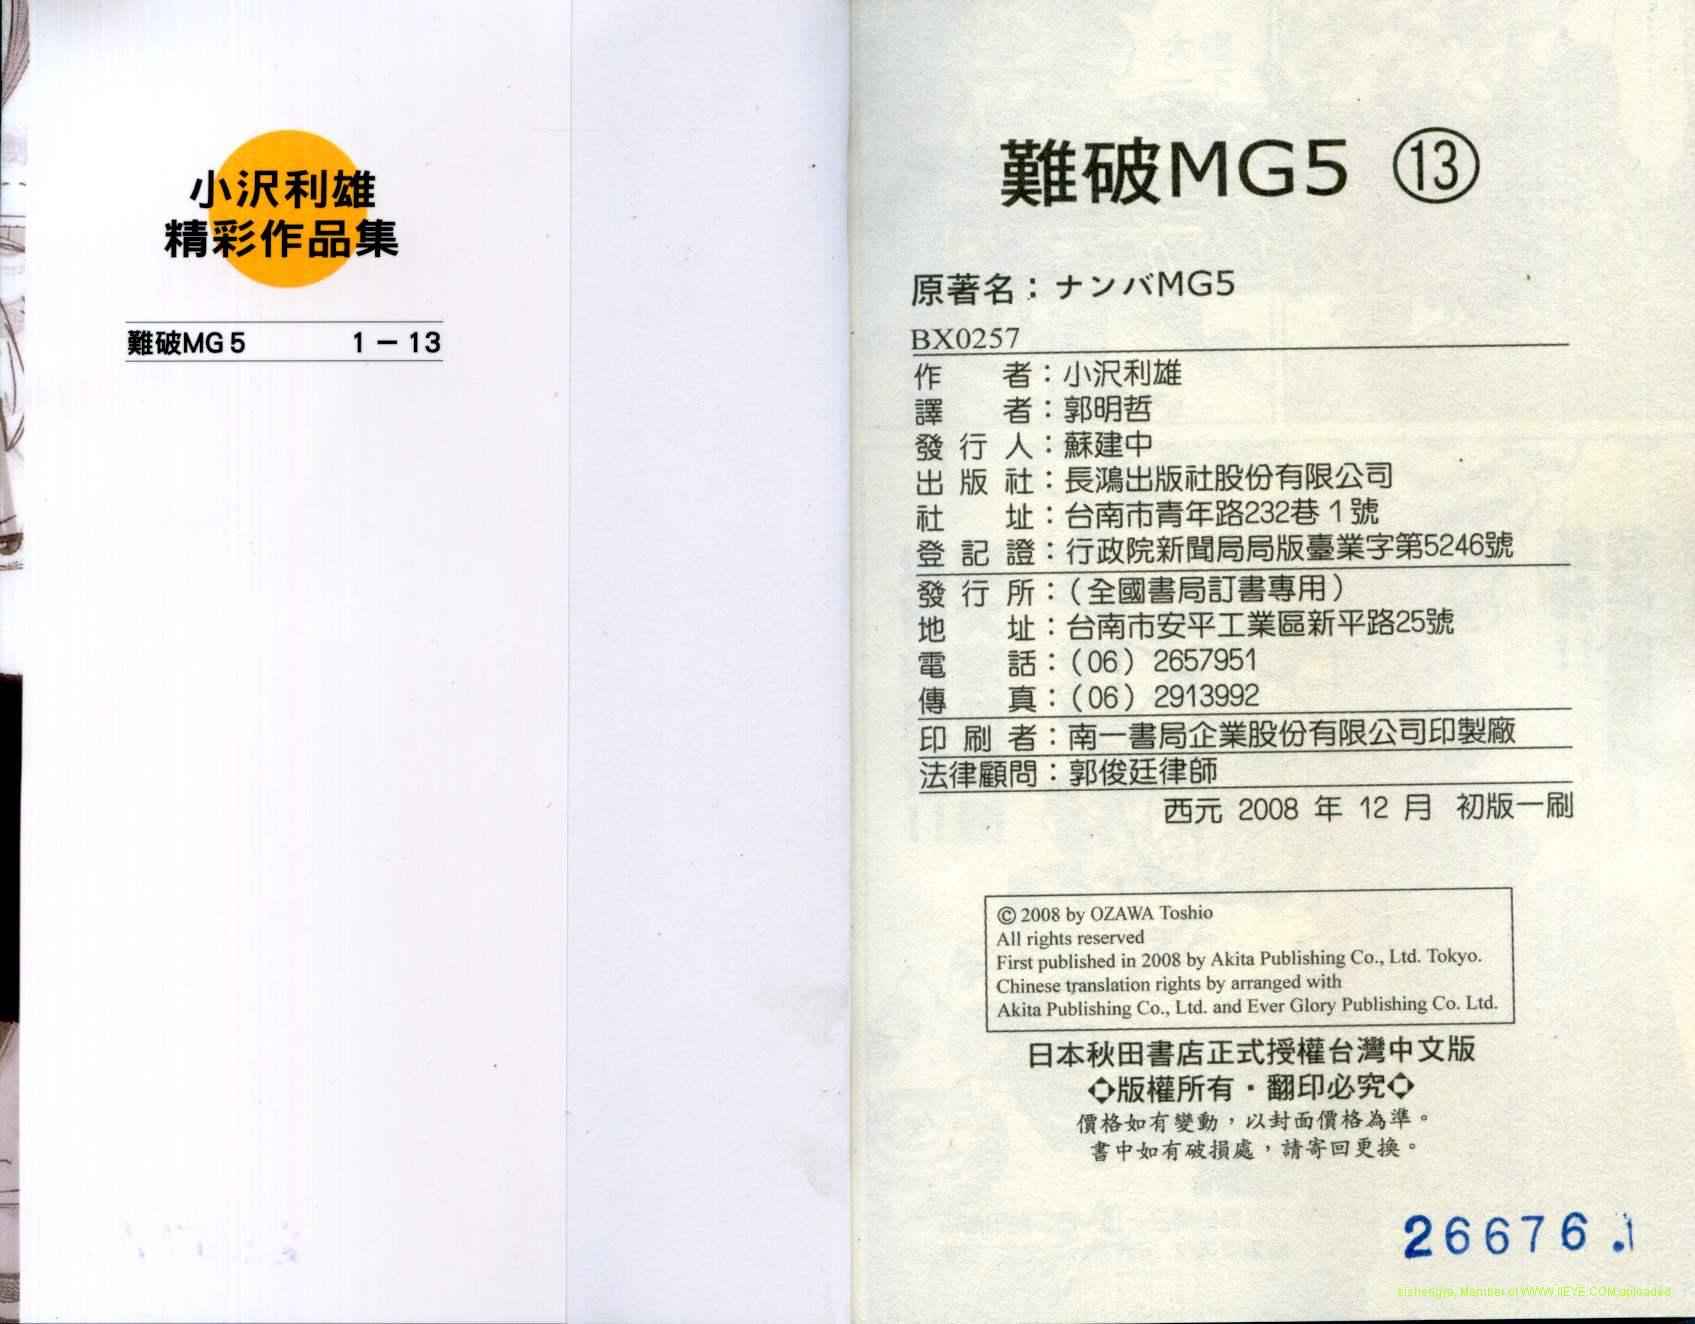 小沢利雄
精彩作品集
難破MG5 1－13
難破MG5 ⑬
原著名：ナンバMG5
BX0257
作者：小沢利雄
譯者：郭明哲
發行人：蘇建中
出版社：長鴻出版社股份有限公司
社址：台南市青年路232巷1號
登記證：行政院新聞局局版臺業字第5246號
發行所：（全國書局訂書專用）
地址：台南市安平工業區新平路25號
電話：（06）2657951
傳真：（06）2913992
印刷者：南一書局企業股份有限公司印製廠
法律顧問：郭俊廷律師
西元 2008 年 12 月 初版一刷
© 2008 by OZAWA Toshio
All rights reserved
First published in 2008 by Akita Publishing Co., Ltd. Tokyo.
Chinese translation rights by arranged with
Akita Publishing Co., Ltd. and Ever Glory Publishing Co. Ltd.
日本秋田書店正式授權台灣中文版
版權所有・翻印必究
價格如有變動，以封面價格為準。
書中如有破損處，請寄回更換。
26676.1
Member of WWW.IIEYE.COM uploaded